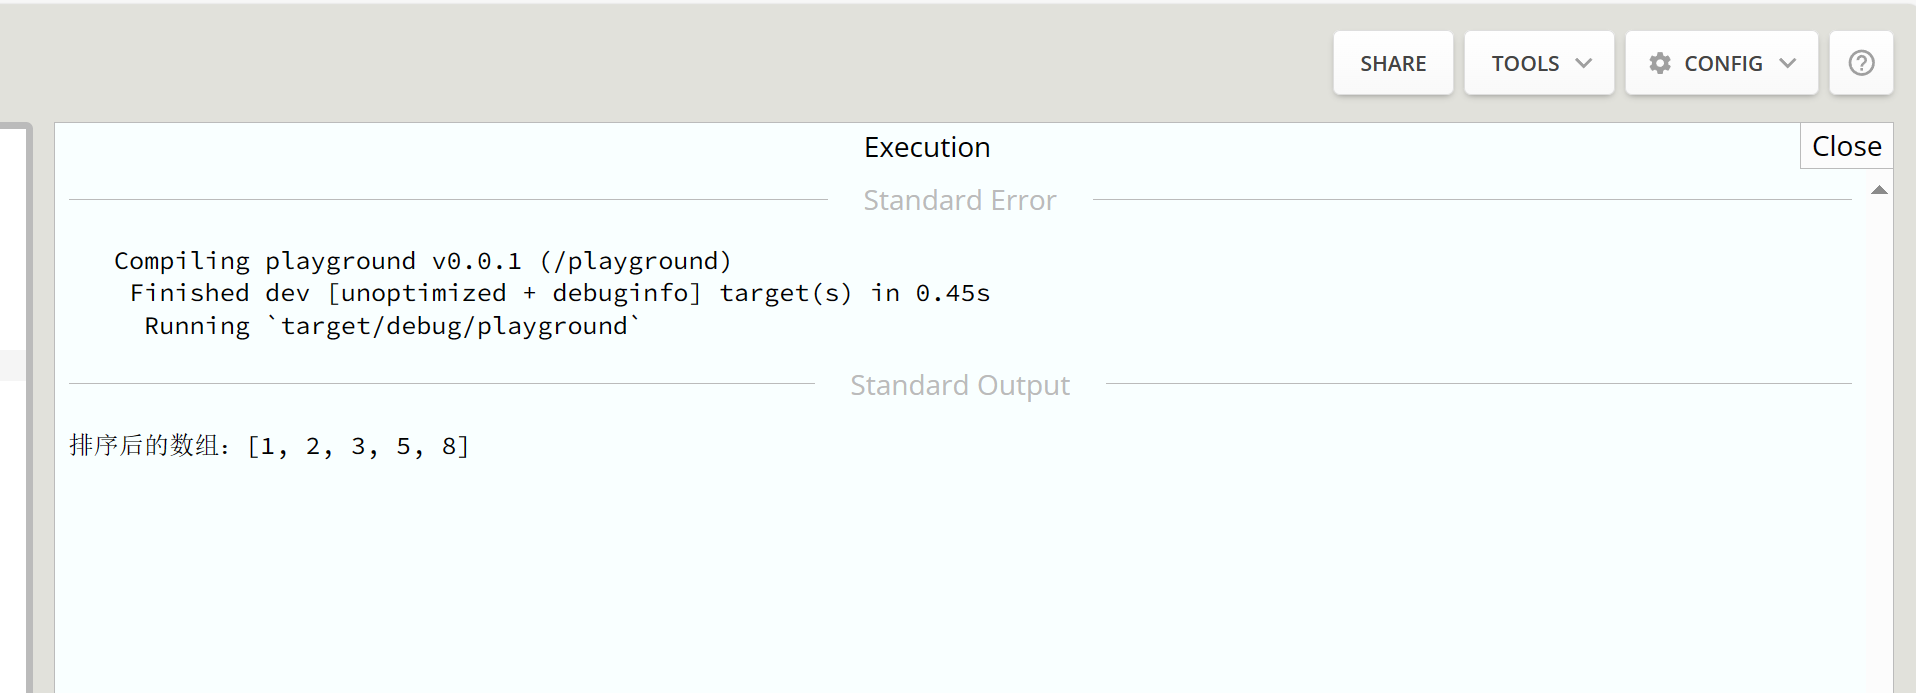 SHARE TOOLS CONFIG
Execution
Close
Standard Error
Compiling playground v0.0.1 (/playground)
Finished dev [unoptimized + debuginfo] target(s) in 0.45s
Running `target/debug/playground`
Standard Output
排序后的数组：[1, 2, 3, 5, 8]